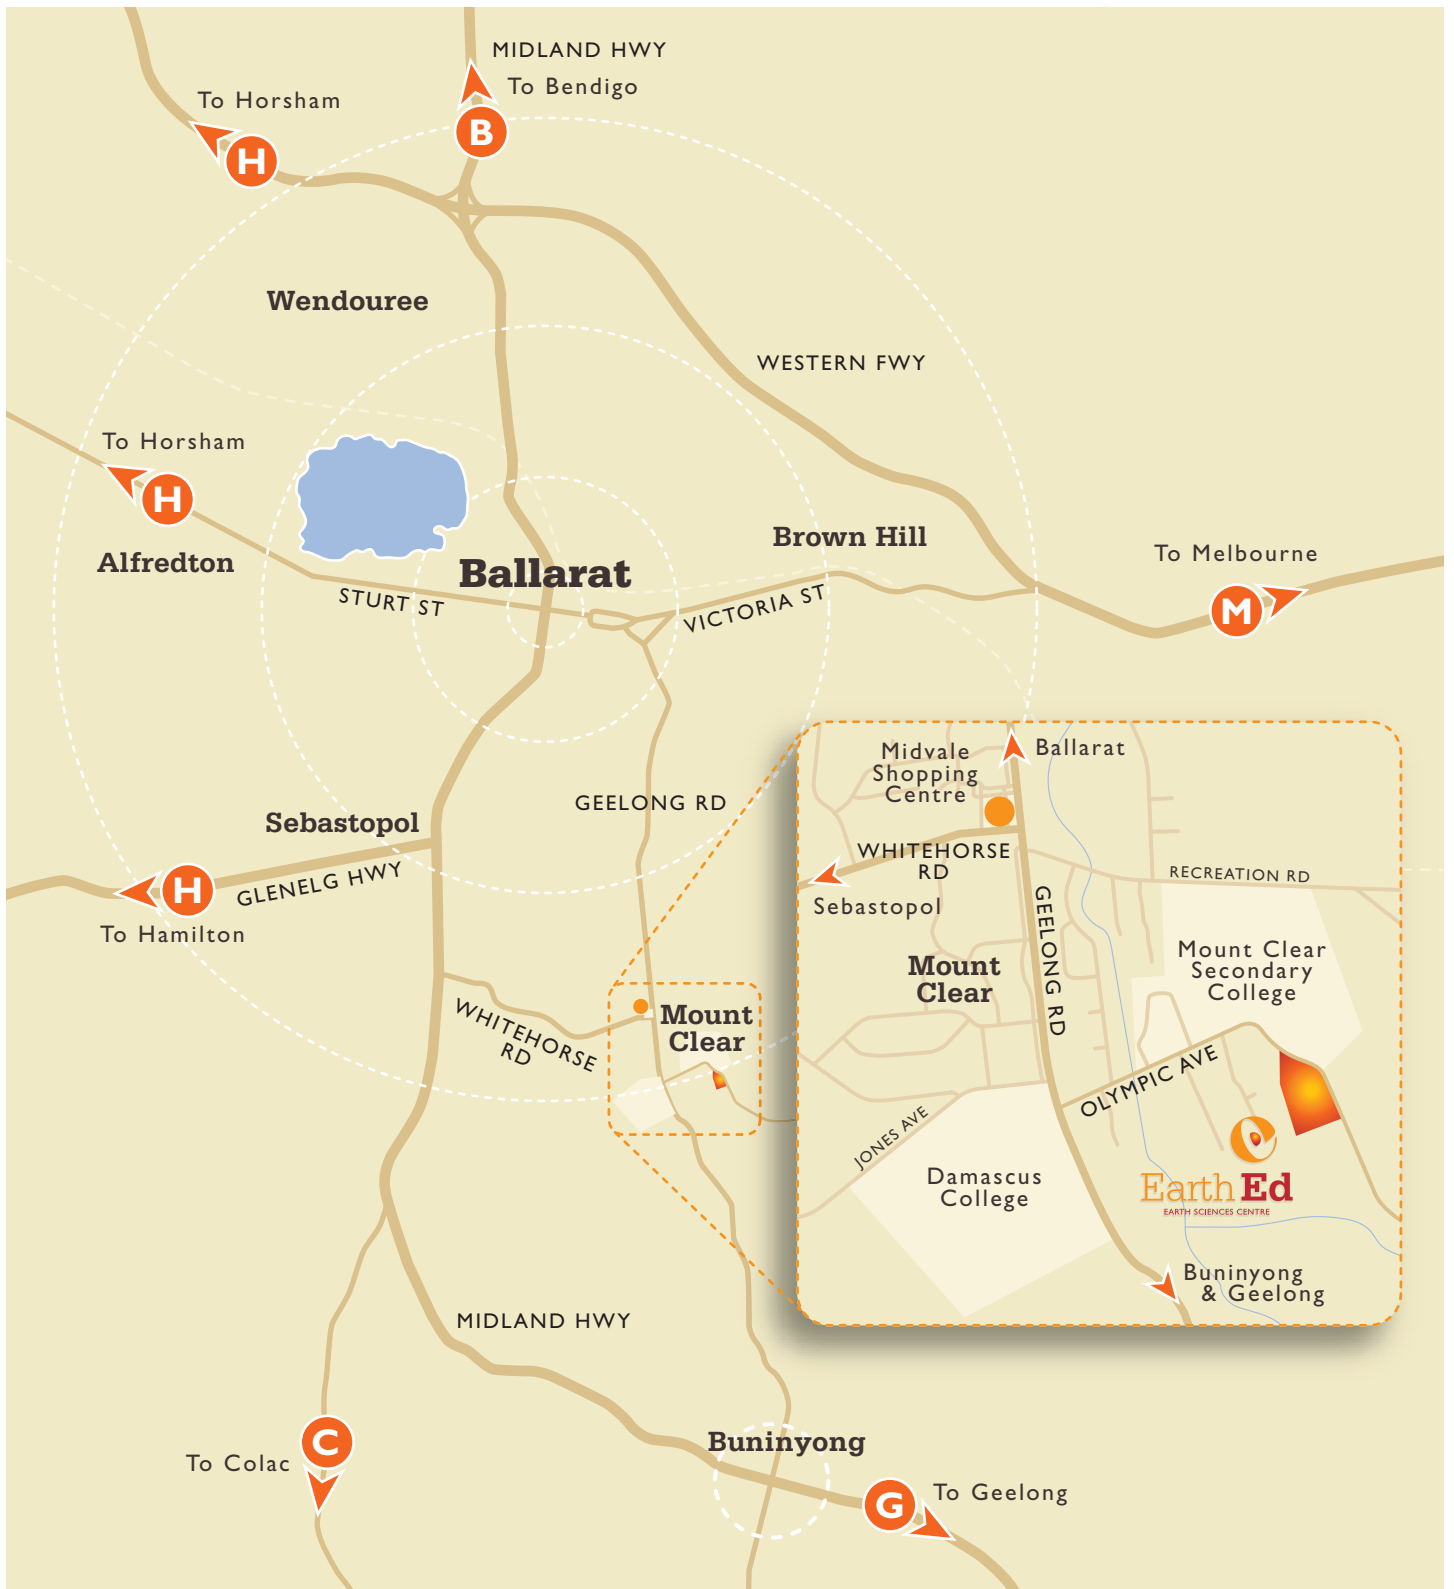 MIDLAND HWY
To Bendigo
B
To Horsham
H
Wendouree
WESTERN FWY
To Horsham
H
Alfredton
Ballarat
STURT ST
VICTORIA ST
Brown Hill
To Melbourne
M
GEELONG RD
Sebastopol
GLENELG HWY
H
To Hamilton
WHITEHORSE
RD
Mount
Clear
Midvale
Shopping
Centre
Ballarat
WHITEHORSE
RD
Sebastopol
RECREATION RD
GEELONG RD
Mount
Clear
Mount Clear
Secondary
College
OLYMPIC AVE
JONES AVE
Damascus
College
Earth Ed
EARTH SCIENCES CENTRE
Buninyong
& Geelong
MIDLAND HWY
C
To Colac
Buninyong
G
To Geelong